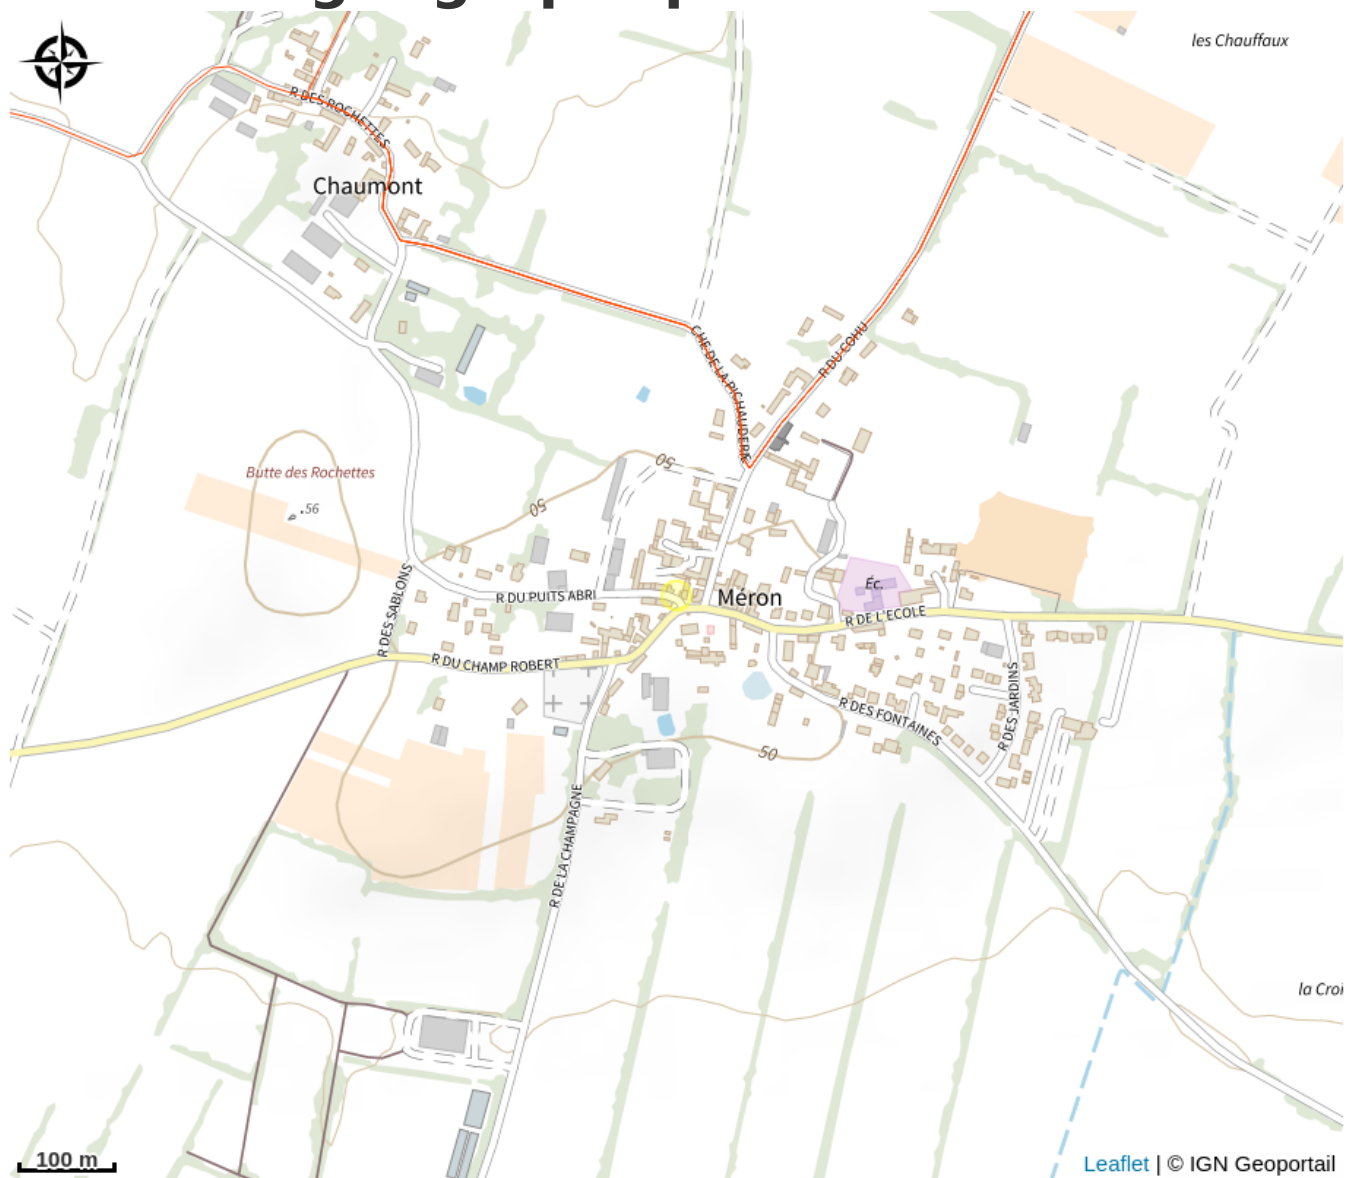 les Chauffaux
R DES ROCHETTES
Chaumont
CHE DE LA PICHAUDERIE
R DU COHU
50
Butte des Rochettes
.56
50
Éc.
R DES SABLONS
R DU PUITS ABRI
Méron
R DE L'ECOLE
R DU CHAMP ROBERT
R DES JARDINS
R DES FONTAINES
50
R DE LA CHAMPAGNE
la Croi
100 m
Leaflet | © IGN Geoportail